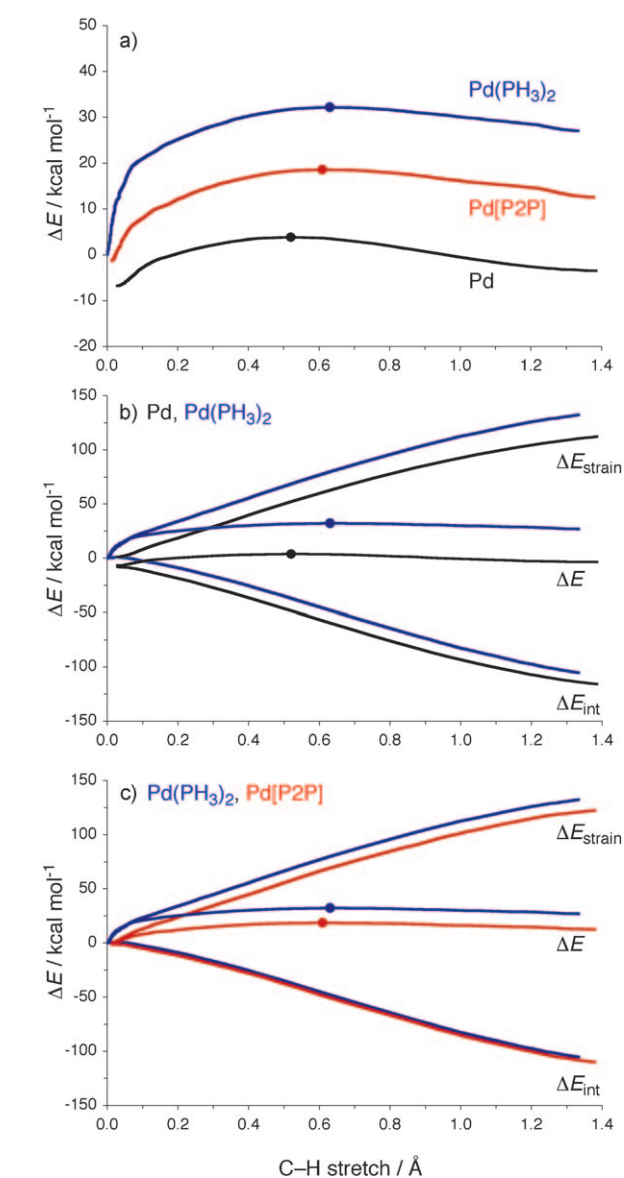 a)
50
40
30
20
10
0
-10
-20
ΔE / kcal mol⁻¹
Pd(PH₃)₂
Pd[P2P]
Pd
0.0 0.2 0.4 0.6 0.8 1.0 1.2 1.4
b) Pd, Pd(PH₃)₂
150
100
50
0
-50
-100
-150
ΔE / kcal mol⁻¹
ΔEstrain
ΔE
ΔEint
0.0 0.2 0.4 0.6 0.8 1.0 1.2 1.4
c) Pd(PH₃)₂, Pd[P2P]
150
100
50
0
-50
-100
-150
ΔE / kcal mol⁻¹
ΔEstrain
ΔE
ΔEint
0.0 0.2 0.4 0.6 0.8 1.0 1.2 1.4
C–H stretch / Å